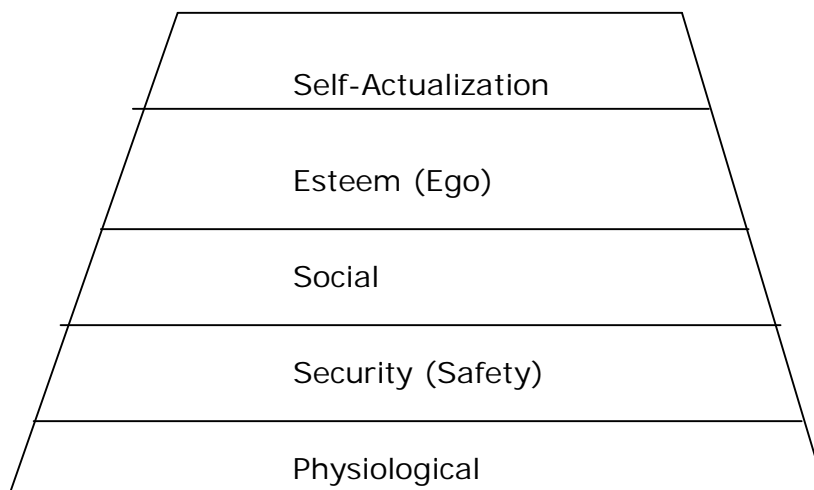 Self-Actualization
Esteem (Ego)
Social
Security (Safety)
Physiological